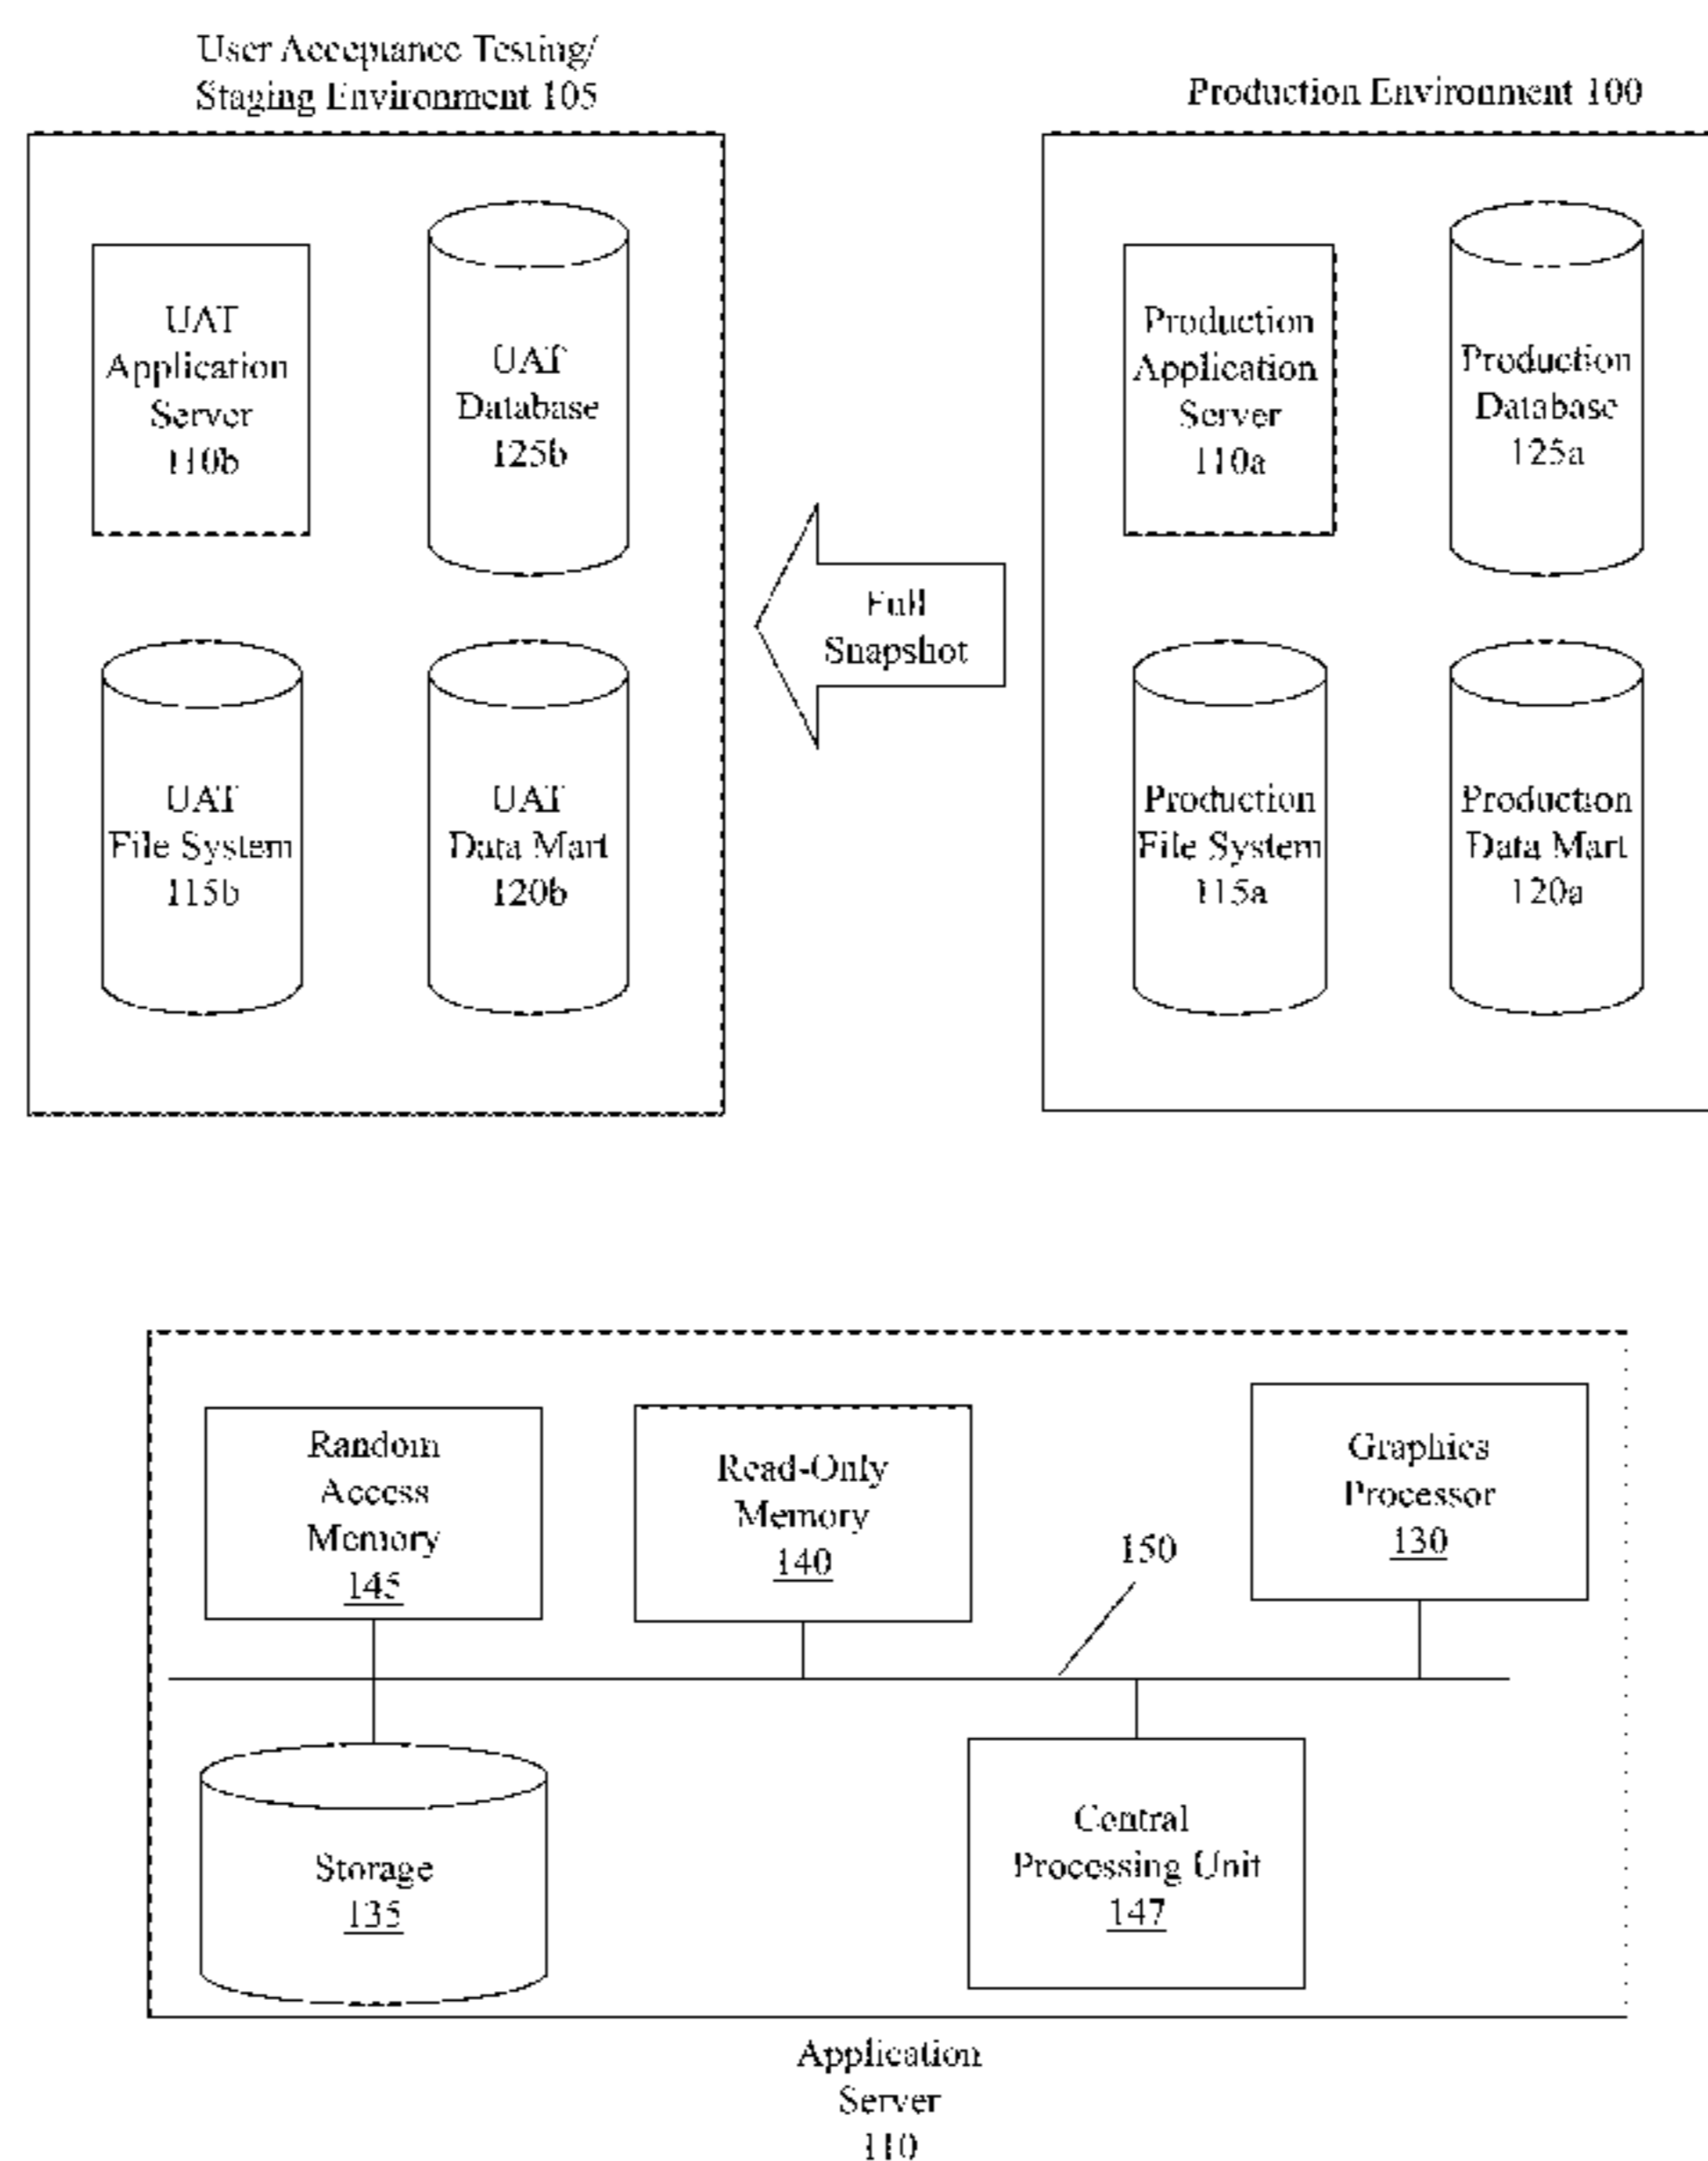 User Acceptance Testing/
Staging Environment 105
Production Environment 100
UAT
Application
Server
110b
UAT
Database
125b
Production
Application
Server
110a
Production
Database
125a
Full
Snapshot
UAT
File System
115b
UAT
Data Mart
120b
Production
File System
115a
Production
Data Mart
120a
Random
Access
Memory
145
Read-Only
Memory
140
150
Graphics
Processor
130
Storage
135
Central
Processing Unit
147
Application
Server
110